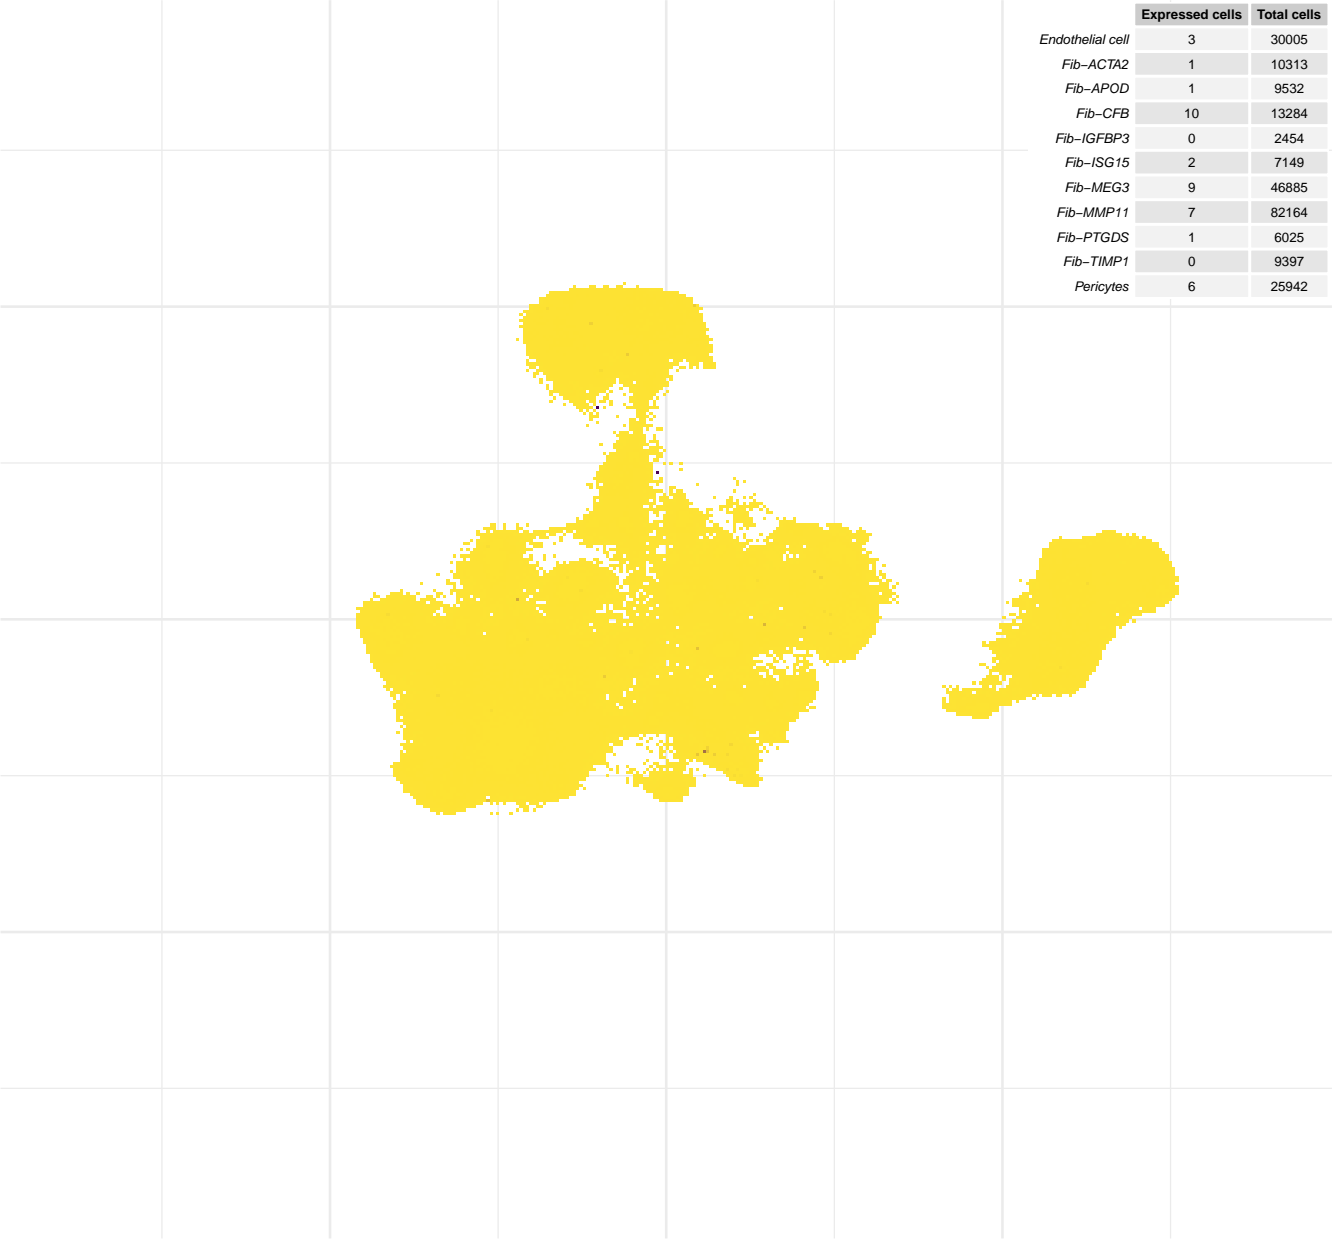 Expressed cells Total cells
Endothelial cell 3 30005
Fib−ACTA2 1 10313
Fib−APOD 1 9532
Fib−CFB 10 13284
Fib−IGFBP3 0 2454
Fib−ISG15 2 7149
Fib−MEG3 9 46885
Fib−MMP11 7 82164
Fib−PTGDS 1 6025
Fib−TIMP1 0 9397
Pericytes 6 25942